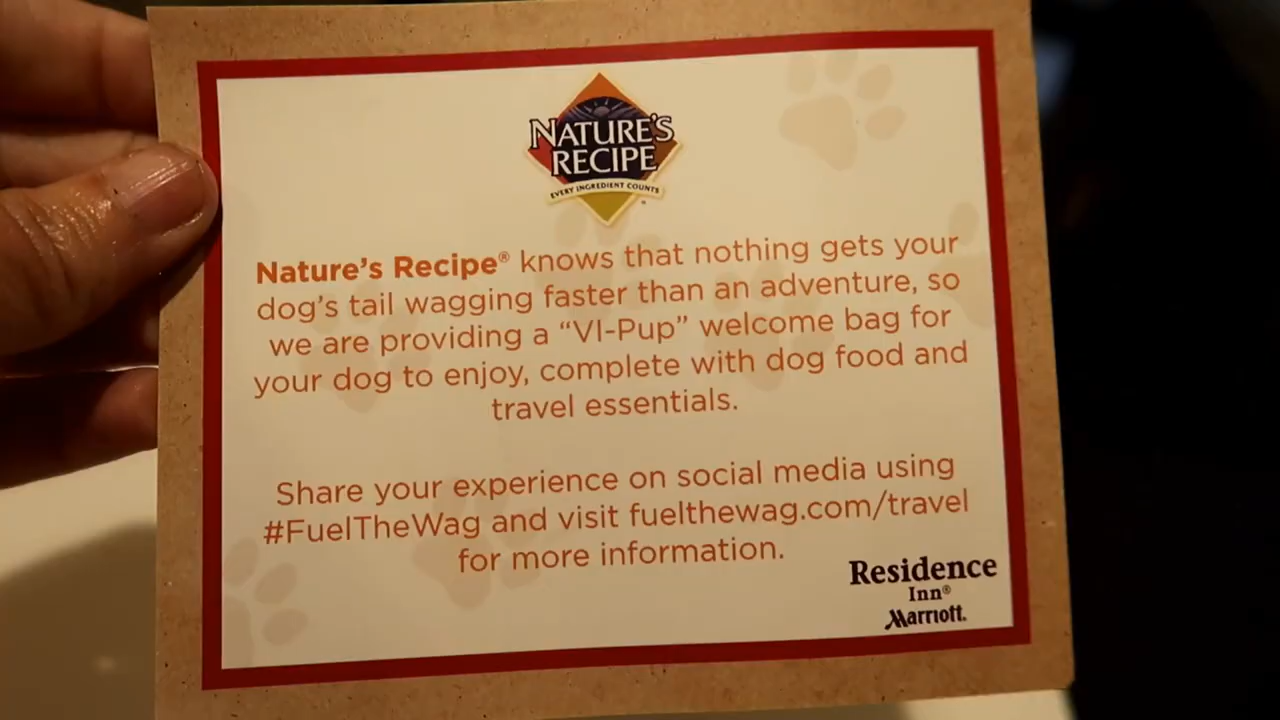 NATURE'S
RECIPE
EVERY INGREDIENT COUNTS
Nature's Recipe® knows that nothing gets your
dog's tail wagging faster than an adventure, so
we are providing a “VI-Pup” welcome bag for
your dog to enjoy, complete with dog food and
travel essentials.
Share your experience on social media using
#FuelTheWag and visit fuelthewag.com/travel
for more information.
Residence
Inn®
Marriott.